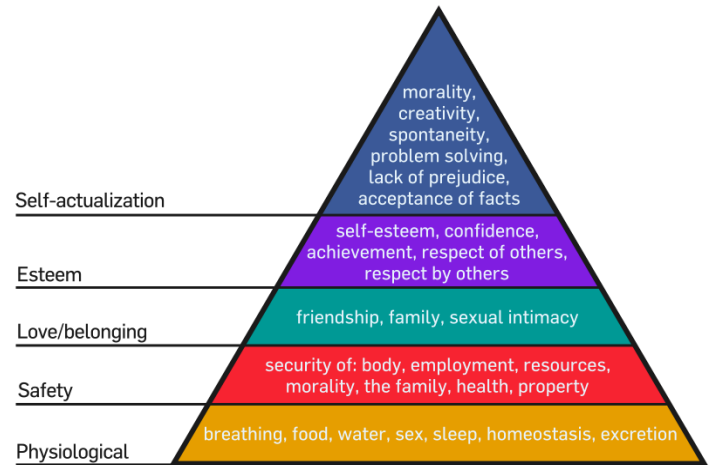 morality,
creativity,
spontaneity,
problem solving,
lack of prejudice,
acceptance of facts
Self-actualization
self-esteem, confidence,
achievement, respect of others,
respect by others
Esteem
friendship, family, sexual intimacy
Love/belonging
security of: body, employment, resources,
morality, the family, health, property
Safety
breathing, food, water, sex, sleep, homeostasis, excretion
Physiological